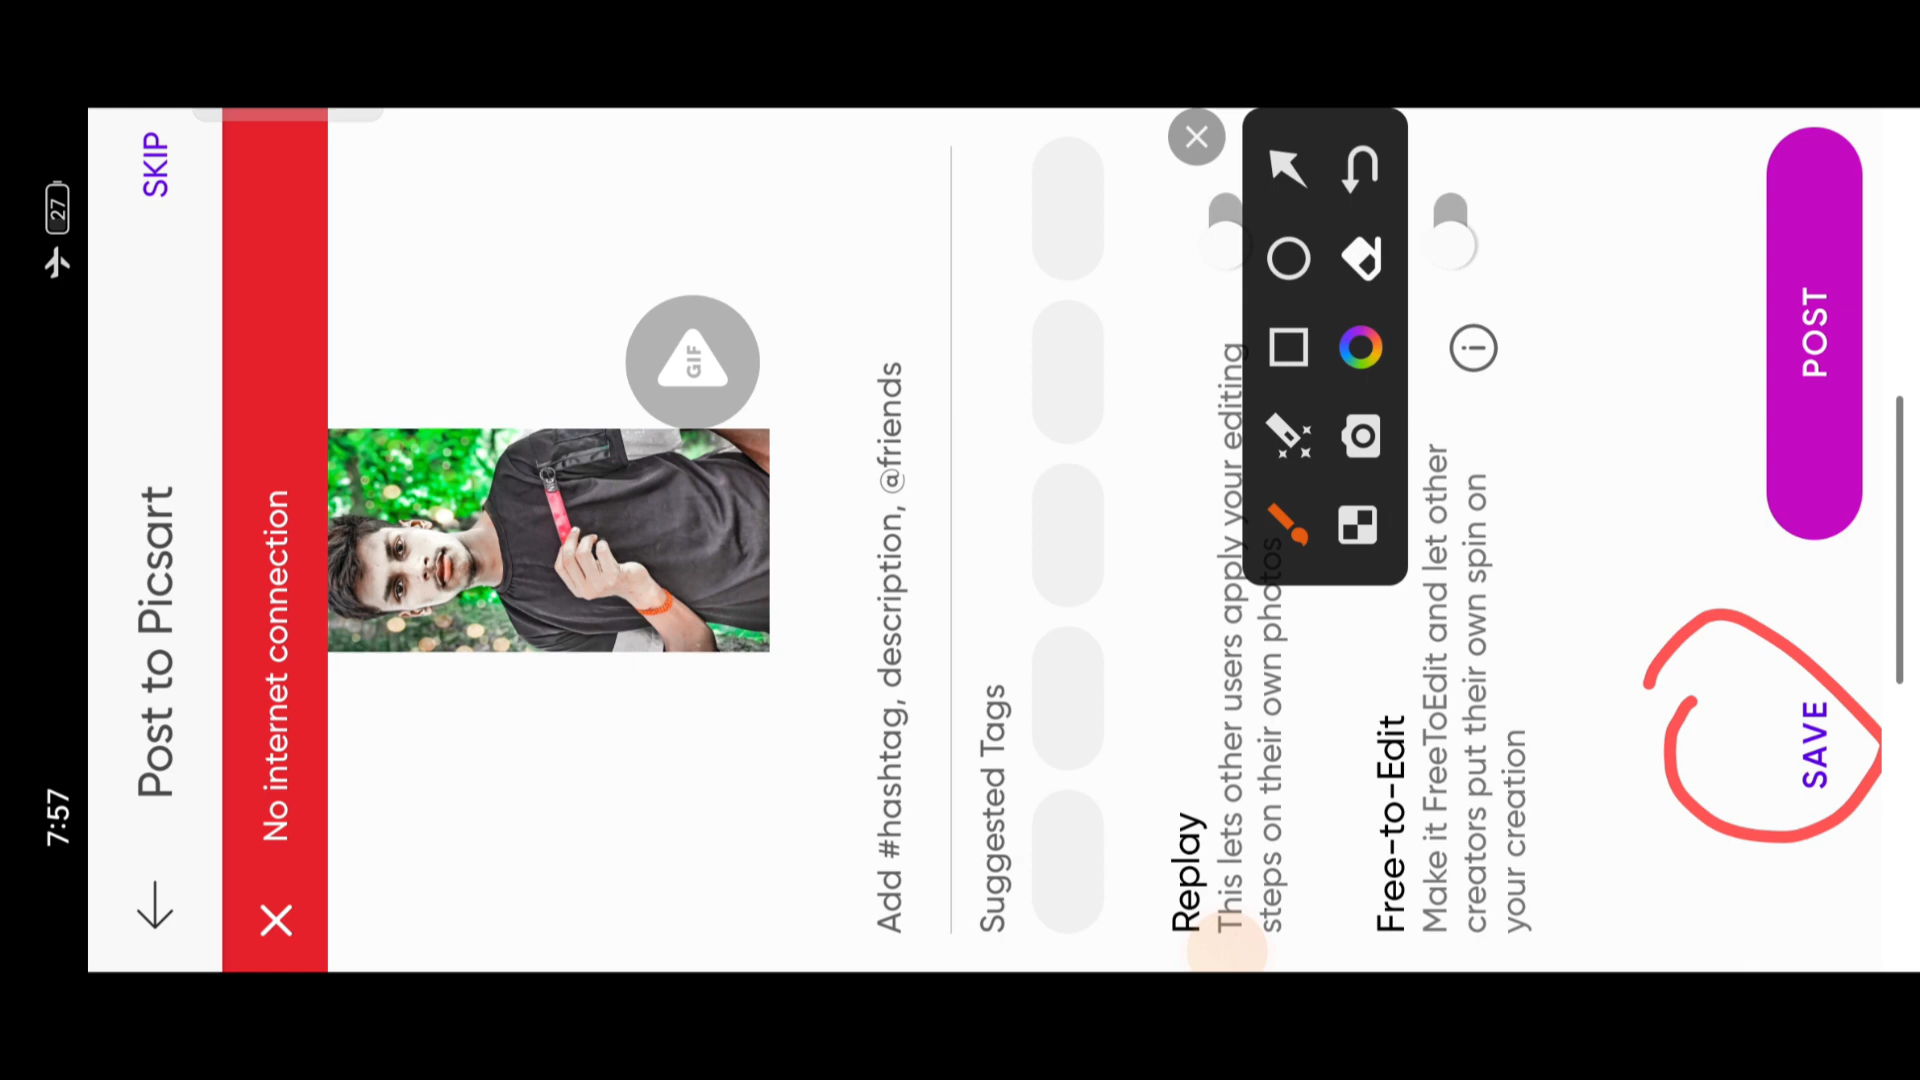 7:57
27
Post to Picsart
SKIP
No internet connection
GIF
Add #hashtag, description, @friends
Suggested Tags
Replay
This lets other users apply your editing
steps on their own photos
Free-to-Edit
Make it FreeToEdit and let other
creators put their own spin on
your creation
SAVE
POST